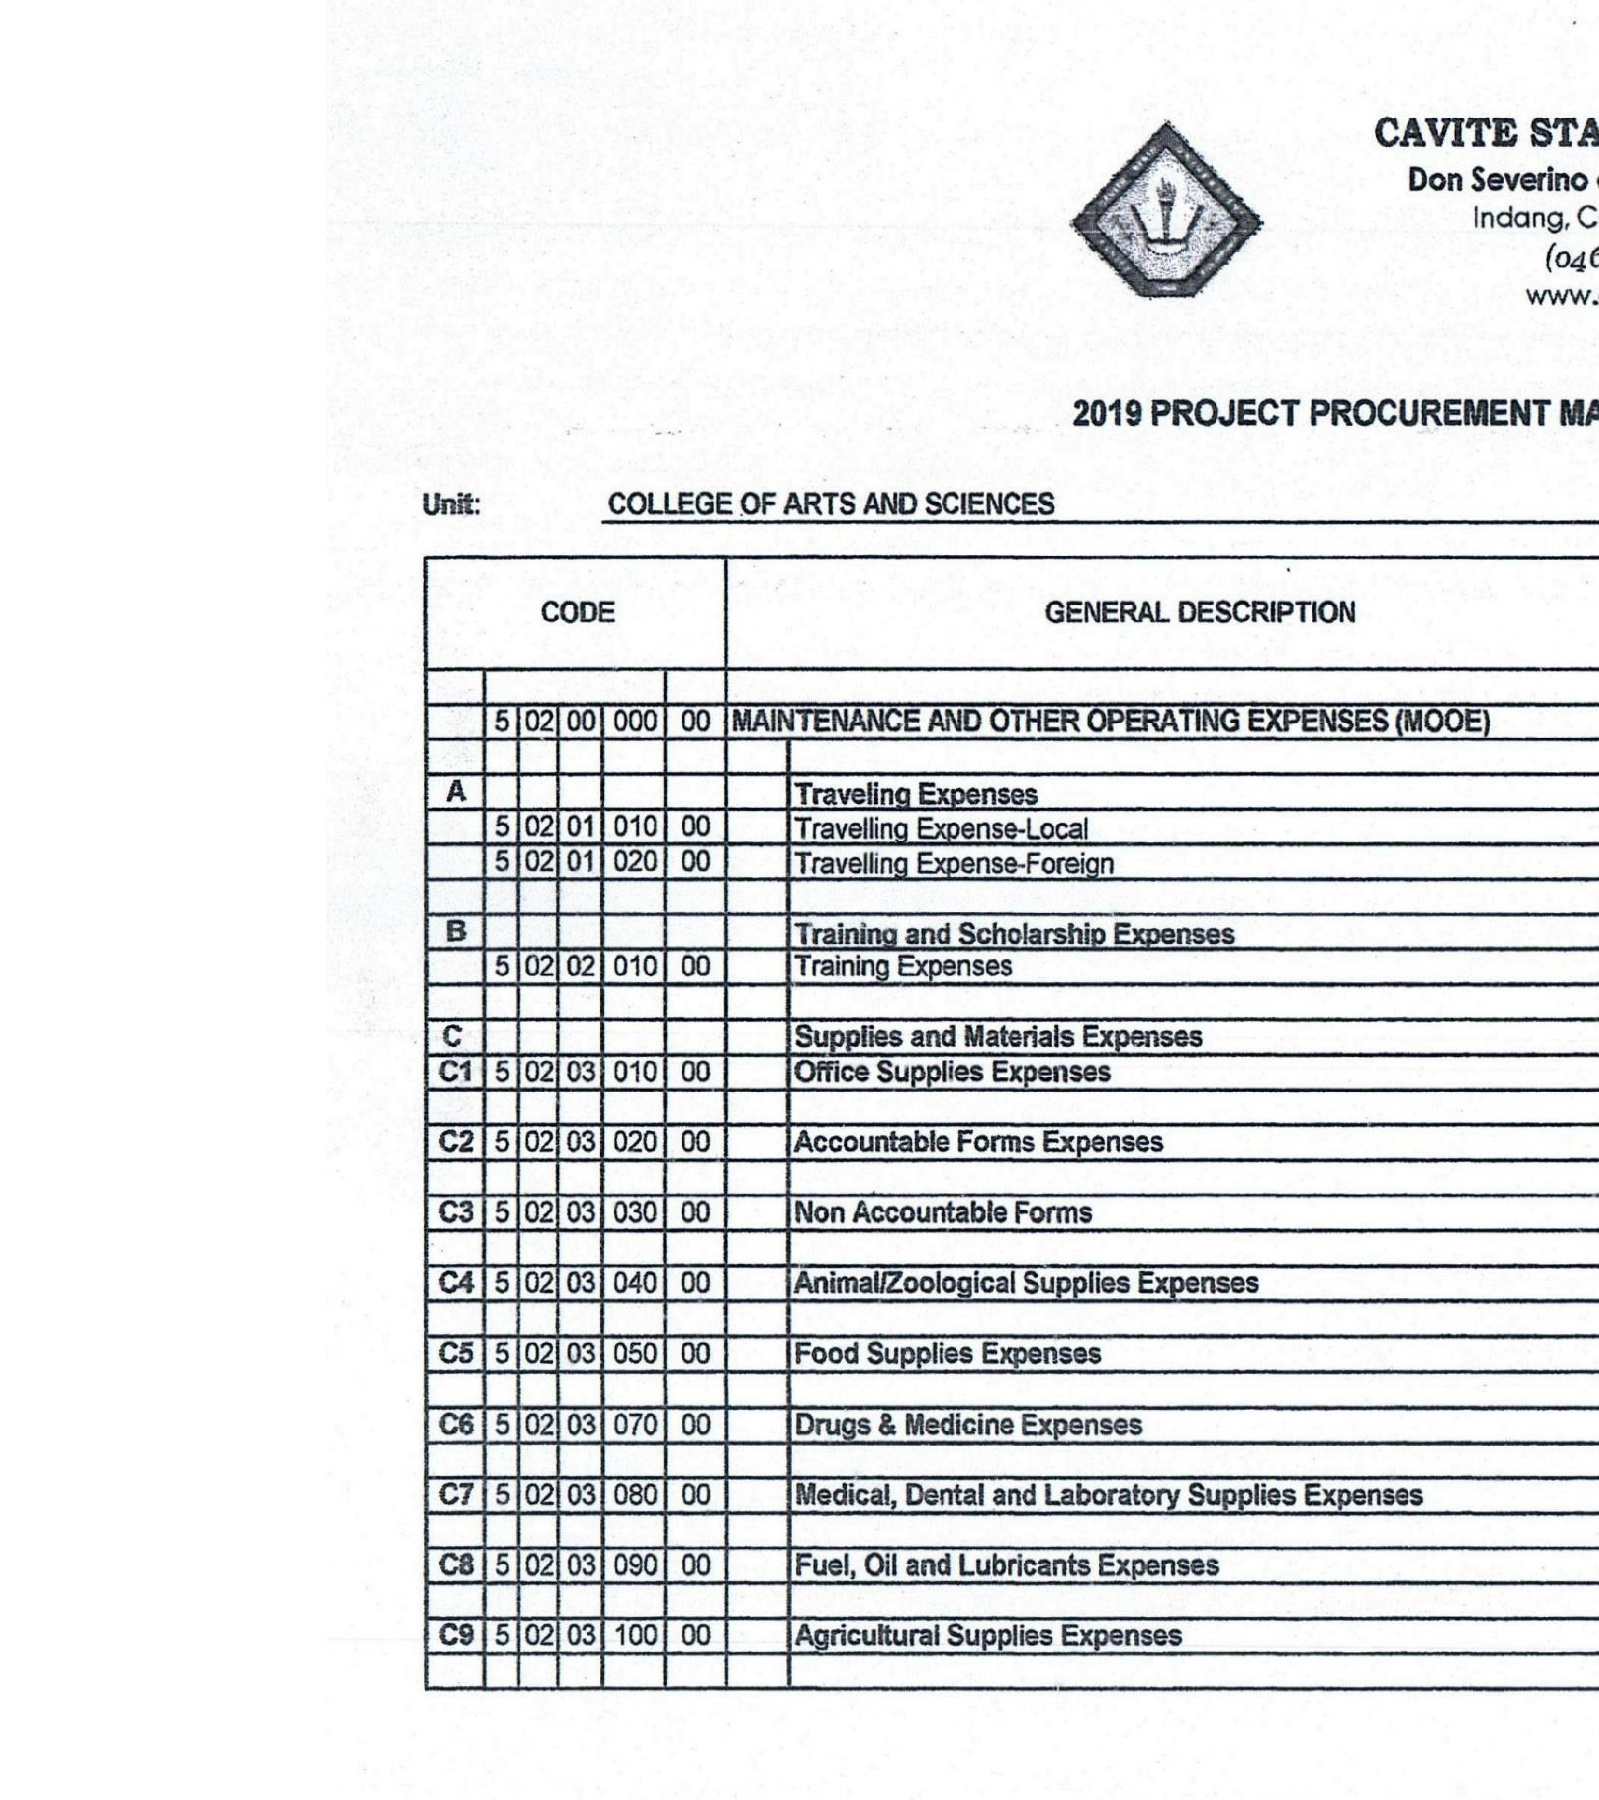 CAVITE STA
Don Severino
Indang, C
(046
www.
2019 PROJECT PROCUREMENT MA
Unit: COLLEGE OF ARTS AND SCIENCES
CODE GENERAL DESCRIPTION
5 02 00 000 00 MAINTENANCE AND OTHER OPERATING EXPENSES (MOOE)
A Traveling Expenses
5 02 01 010 00 Travelling Expense-Local
5 02 01 020 00 Travelling Expense-Foreign
B Training and Scholarship Expenses
5 02 02 010 00 Training Expenses
C Supplies and Materials Expenses
C1 5 02 03 010 00 Office Supplies Expenses
C2 5 02 03 020 00 Accountable Forms Expenses
C3 5 02 03 030 00 Non Accountable Forms
C4 5 02 03 040 00 Animal/Zoological Supplies Expenses
C5 5 02 03 050 00 Food Supplies Expenses
C6 5 02 03 070 00 Drugs & Medicine Expenses
C7 5 02 03 080 00 Medical, Dental and Laboratory Supplies Expenses
C8 5 02 03 090 00 Fuel, Oil and Lubricants Expenses
C9 5 02 03 100 00 Agricultural Supplies Expenses